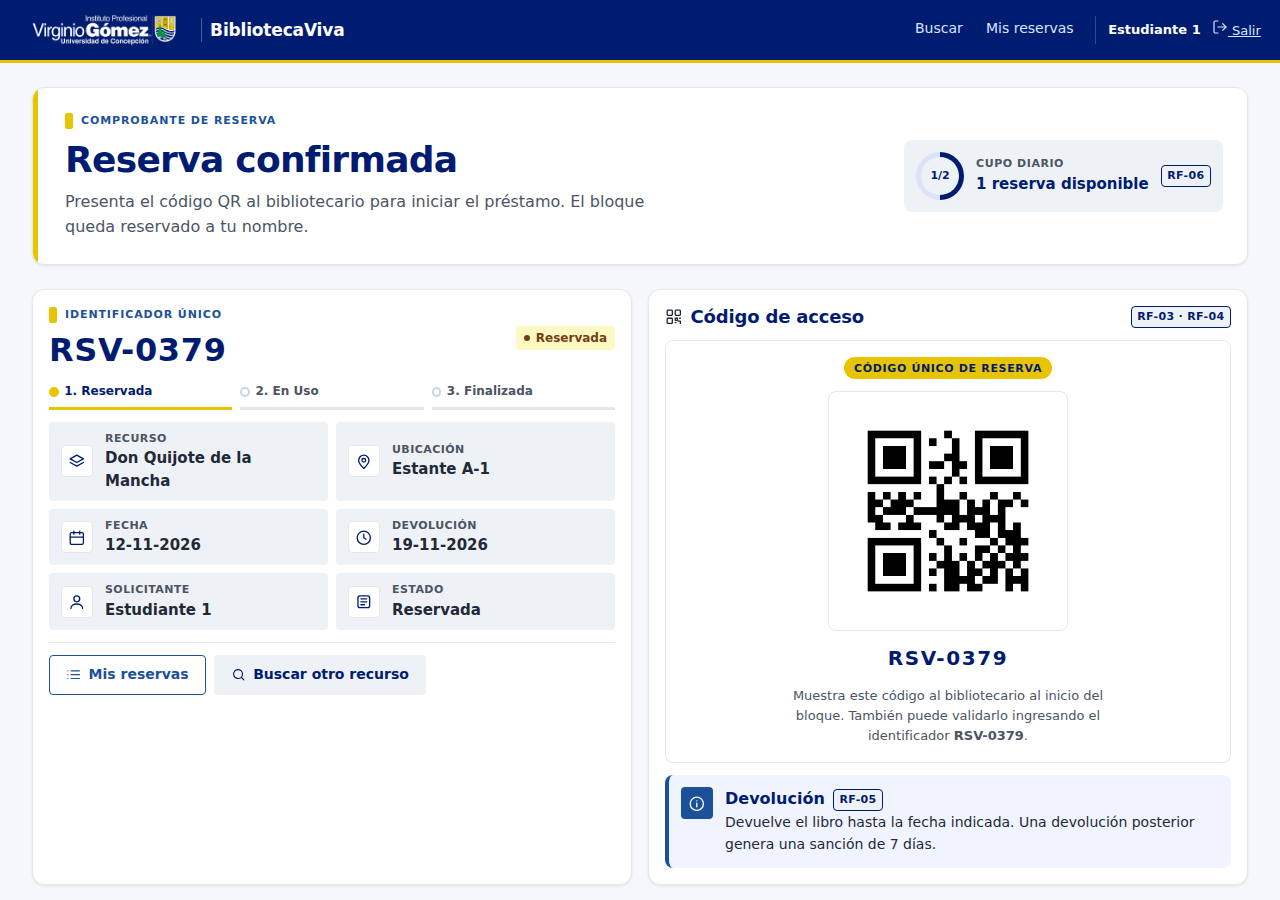 Instituto Profesional
VirginioGómez
Universidad de Concepción
BibliotecaViva
Buscar
Mis reservas
Estudiante 1
Salir
COMPROBANTE DE RESERVA
Reserva confirmada
Presenta el código QR al bibliotecario para iniciar el préstamo. El bloque
queda reservado a tu nombre.
1/2
CUPO DIARIO
1 reserva disponible
RF-06
IDENTIFICADOR ÚNICO
RSV-0379
Reservada
1. Reservada
2. En Uso
3. Finalizada
RECURSO
Don Quijote de la
Mancha
UBICACIÓN
Estante A-1
FECHA
12-11-2026
DEVOLUCIÓN
19-11-2026
SOLICITANTE
Estudiante 1
ESTADO
Reservada
Mis reservas
Buscar otro recurso
Código de acceso
RF-03 · RF-04
CÓDIGO ÚNICO DE RESERVA
RSV-0379
Muestra este código al bibliotecario al inicio del
bloque. También puede validarlo ingresando el
identificador RSV-0379.
Devolución
RF-05
Devuelve el libro hasta la fecha indicada. Una devolución posterior
genera una sanción de 7 días.